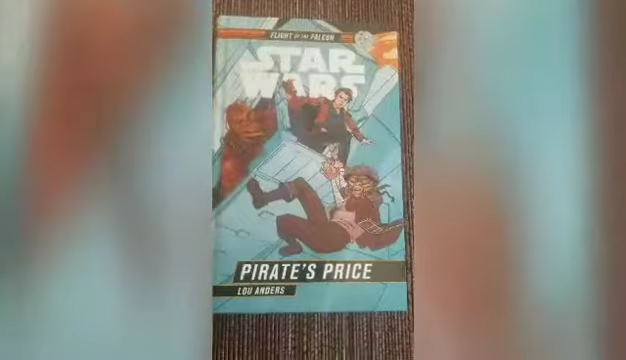 FLIGHT OF THE FALCON
STAR
WARS
PIRATE'S PRICE
LOU ANDERS